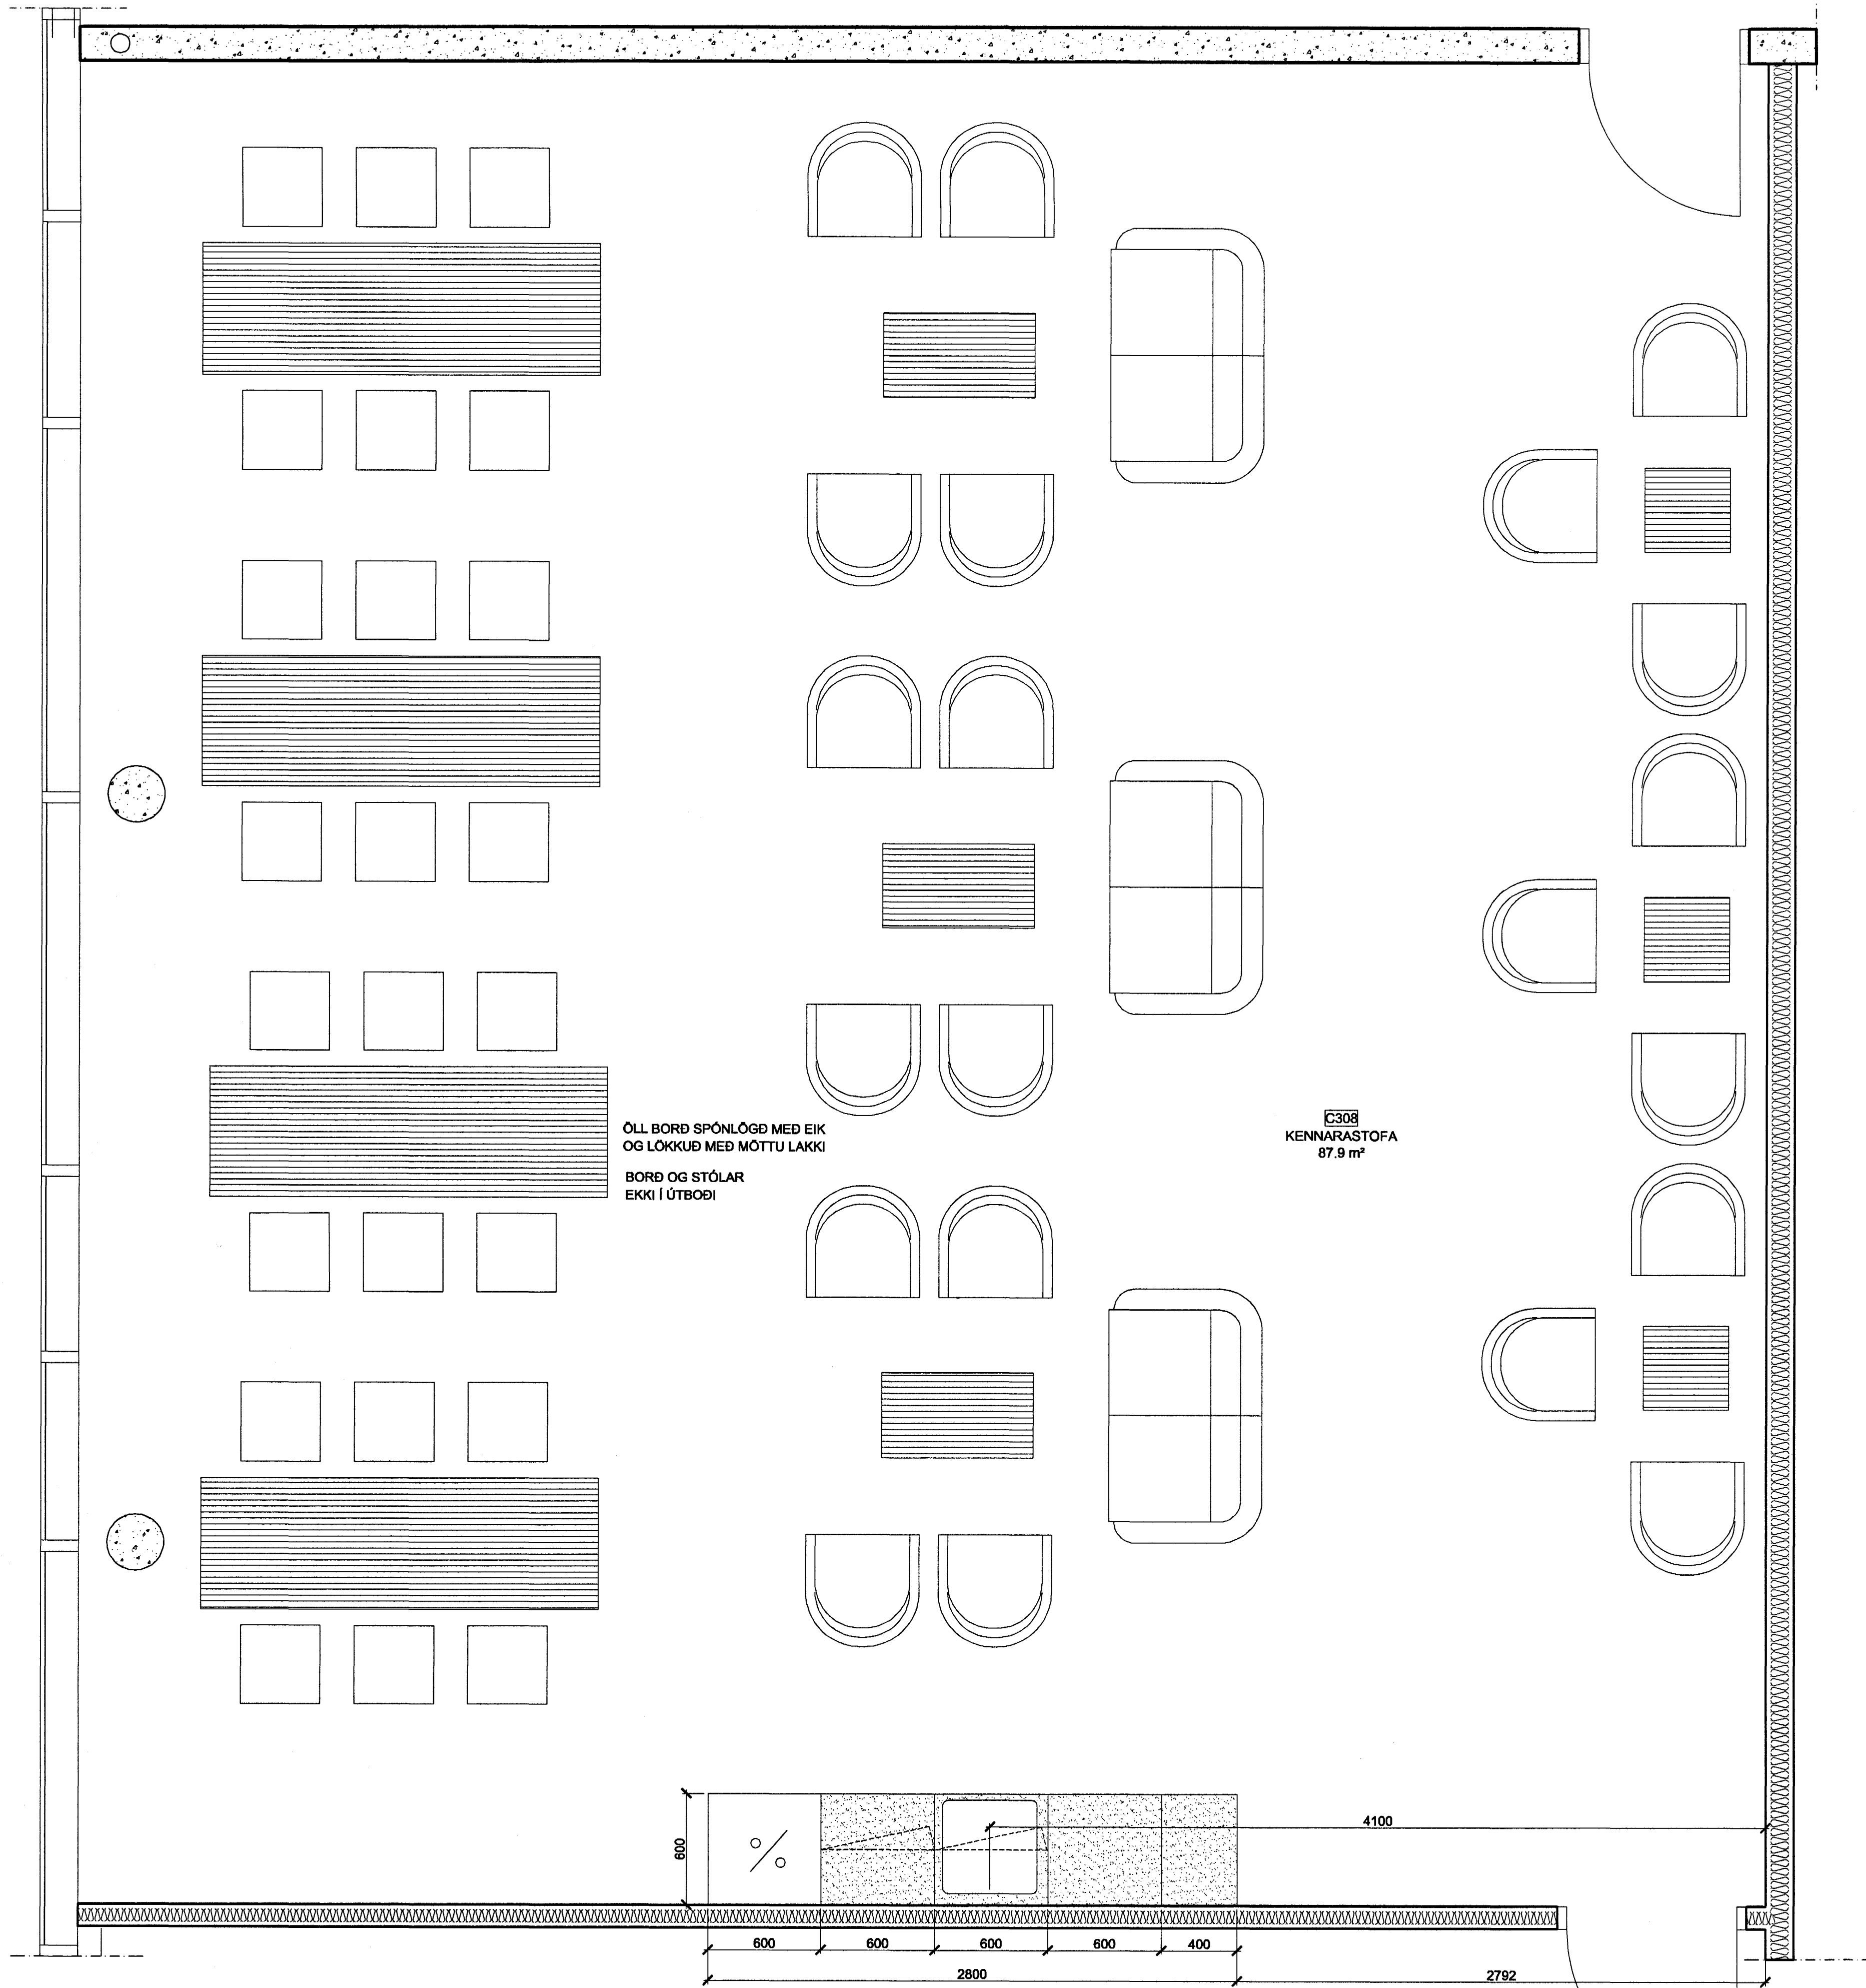 ÖLL BORÐ SPÓNLÖGÐ MEÐ EIK
OG LÖKKUÐ MEÐ MÖTTU LAKKI
BORÐ OG STÓLAR
EKKI Í ÚTBOÐI
C308
KENNARASTOFA
87.9 m²
600
4100
600
600
600
600
400
2800
2792